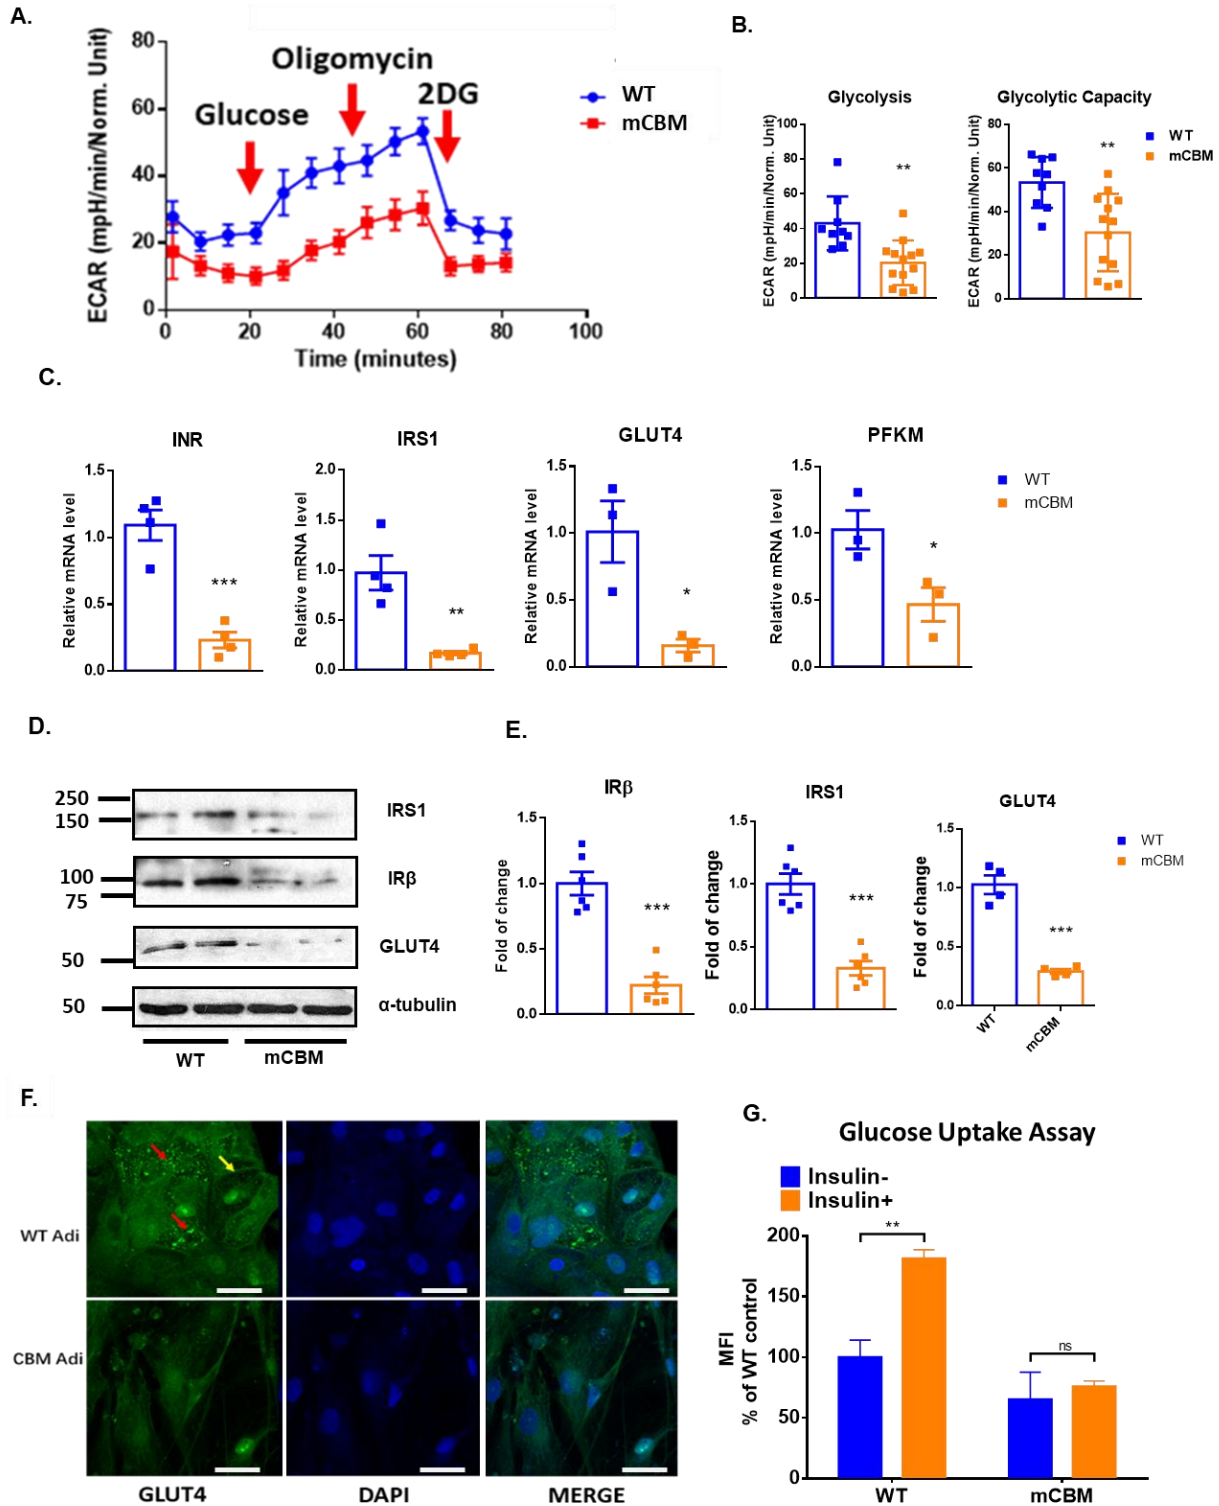 A.
ECAR (mpH/min/Norm. Unit)
80
60
40
20
0
0 20 40 60 80 100
Time (minutes)
Glucose
Oligomycin
2DG
WT
mCBM
B.
Glycolysis
ECAR (mpH/min/Norm. Unit)
100
80
60
40
20
0
**
Glycolytic Capacity
ECAR (mpH/min/Norm. Unit)
80
60
40
20
0
**
WT
mCBM
C.
INR
Relative mRNA level
1.5
1.0
0.5
0.0
***
IRS1
Relative mRNA level
2.0
1.5
1.0
0.5
0.0
**
GLUT4
Relative mRNA level
1.5
1.0
0.5
0.0
*
PFKM
Relative mRNA level
1.5
1.0
0.5
0.0
*
WT
mCBM
D.
250
150
IRS1
100
75
IRβ
50
GLUT4
50
α-tubulin
WT mCBM
E.
IRβ
Fold of change
1.5
1.0
0.5
0.0
***
IRS1
Fold of change
1.5
1.0
0.5
0.0
***
GLUT4
Fold of change
1.5
1.0
0.5
0.0
***
WT
mCBM
WT
mCBM
F.
WT Adi
CBM Adi
GLUT4 DAPI MERGE
G.
Glucose Uptake Assay
Insulin-
Insulin+
MFI
% of WT control
200
150
100
50
0
**
ns
WT mCBM